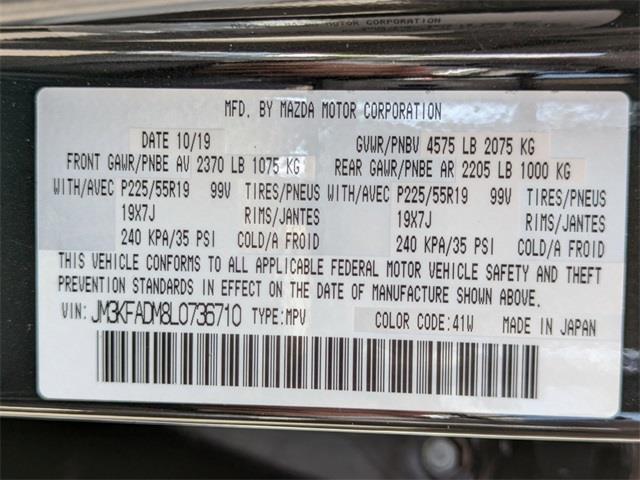 MFD. BY MAZDA MOTOR CORPORATION
DATE 10/19 GVWR/PNBV 4575 LB 2075 KG
FRONT GAWR/PNBE AV 2370 LB 1075 KG REAR GAWR/PNBE AR 2205 LB 1000 KG
WITH/AVEC P225/55R19 99V TIRES/PNEUS WITH/AVEC P225/55R19 99V TIRES/PNEUS
19X7J RIMS/JANTES 19X7J RIMS/JANTES
240 KPA/35 PSI COLD/A FROID 240 KPA/35 PSI COLD/A FROID
THIS VEHICLE CONFORMS TO ALL APPLICABLE FEDERAL MOTOR VEHICLE SAFETY AND THEFT
PREVENTION STANDARDS IN EFFECT ON THE DATE OF MANUFACTURE SHOWN ABOVE.
VIN: JM3KFADM8L0736710 TYPE:MPV COLOR CODE:41W MADE IN JAPAN